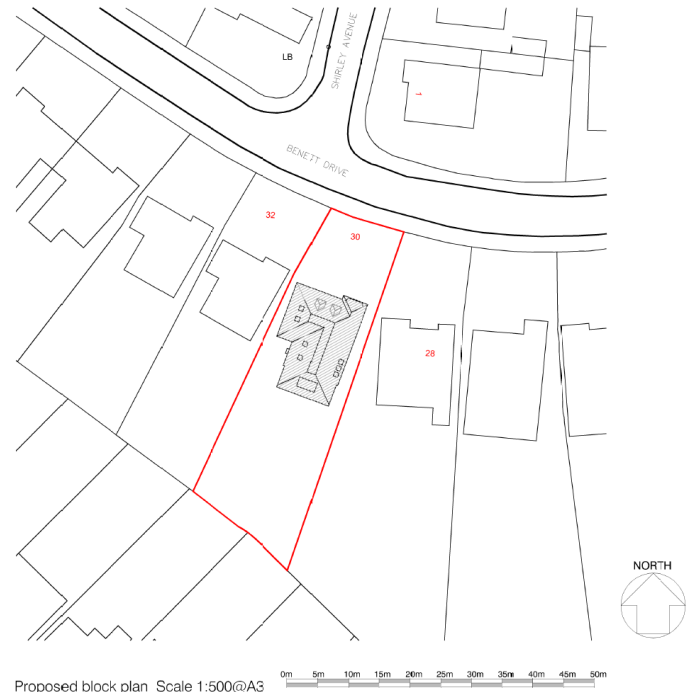 LB
SHIRLEY AVENUE
1
BENETT DRIVE
32
30
28
NORTH
Proposed block plan Scale 1:500@A3
0m 5m 10m 15m 20m 25m 30m 35m 40m 45m 50m